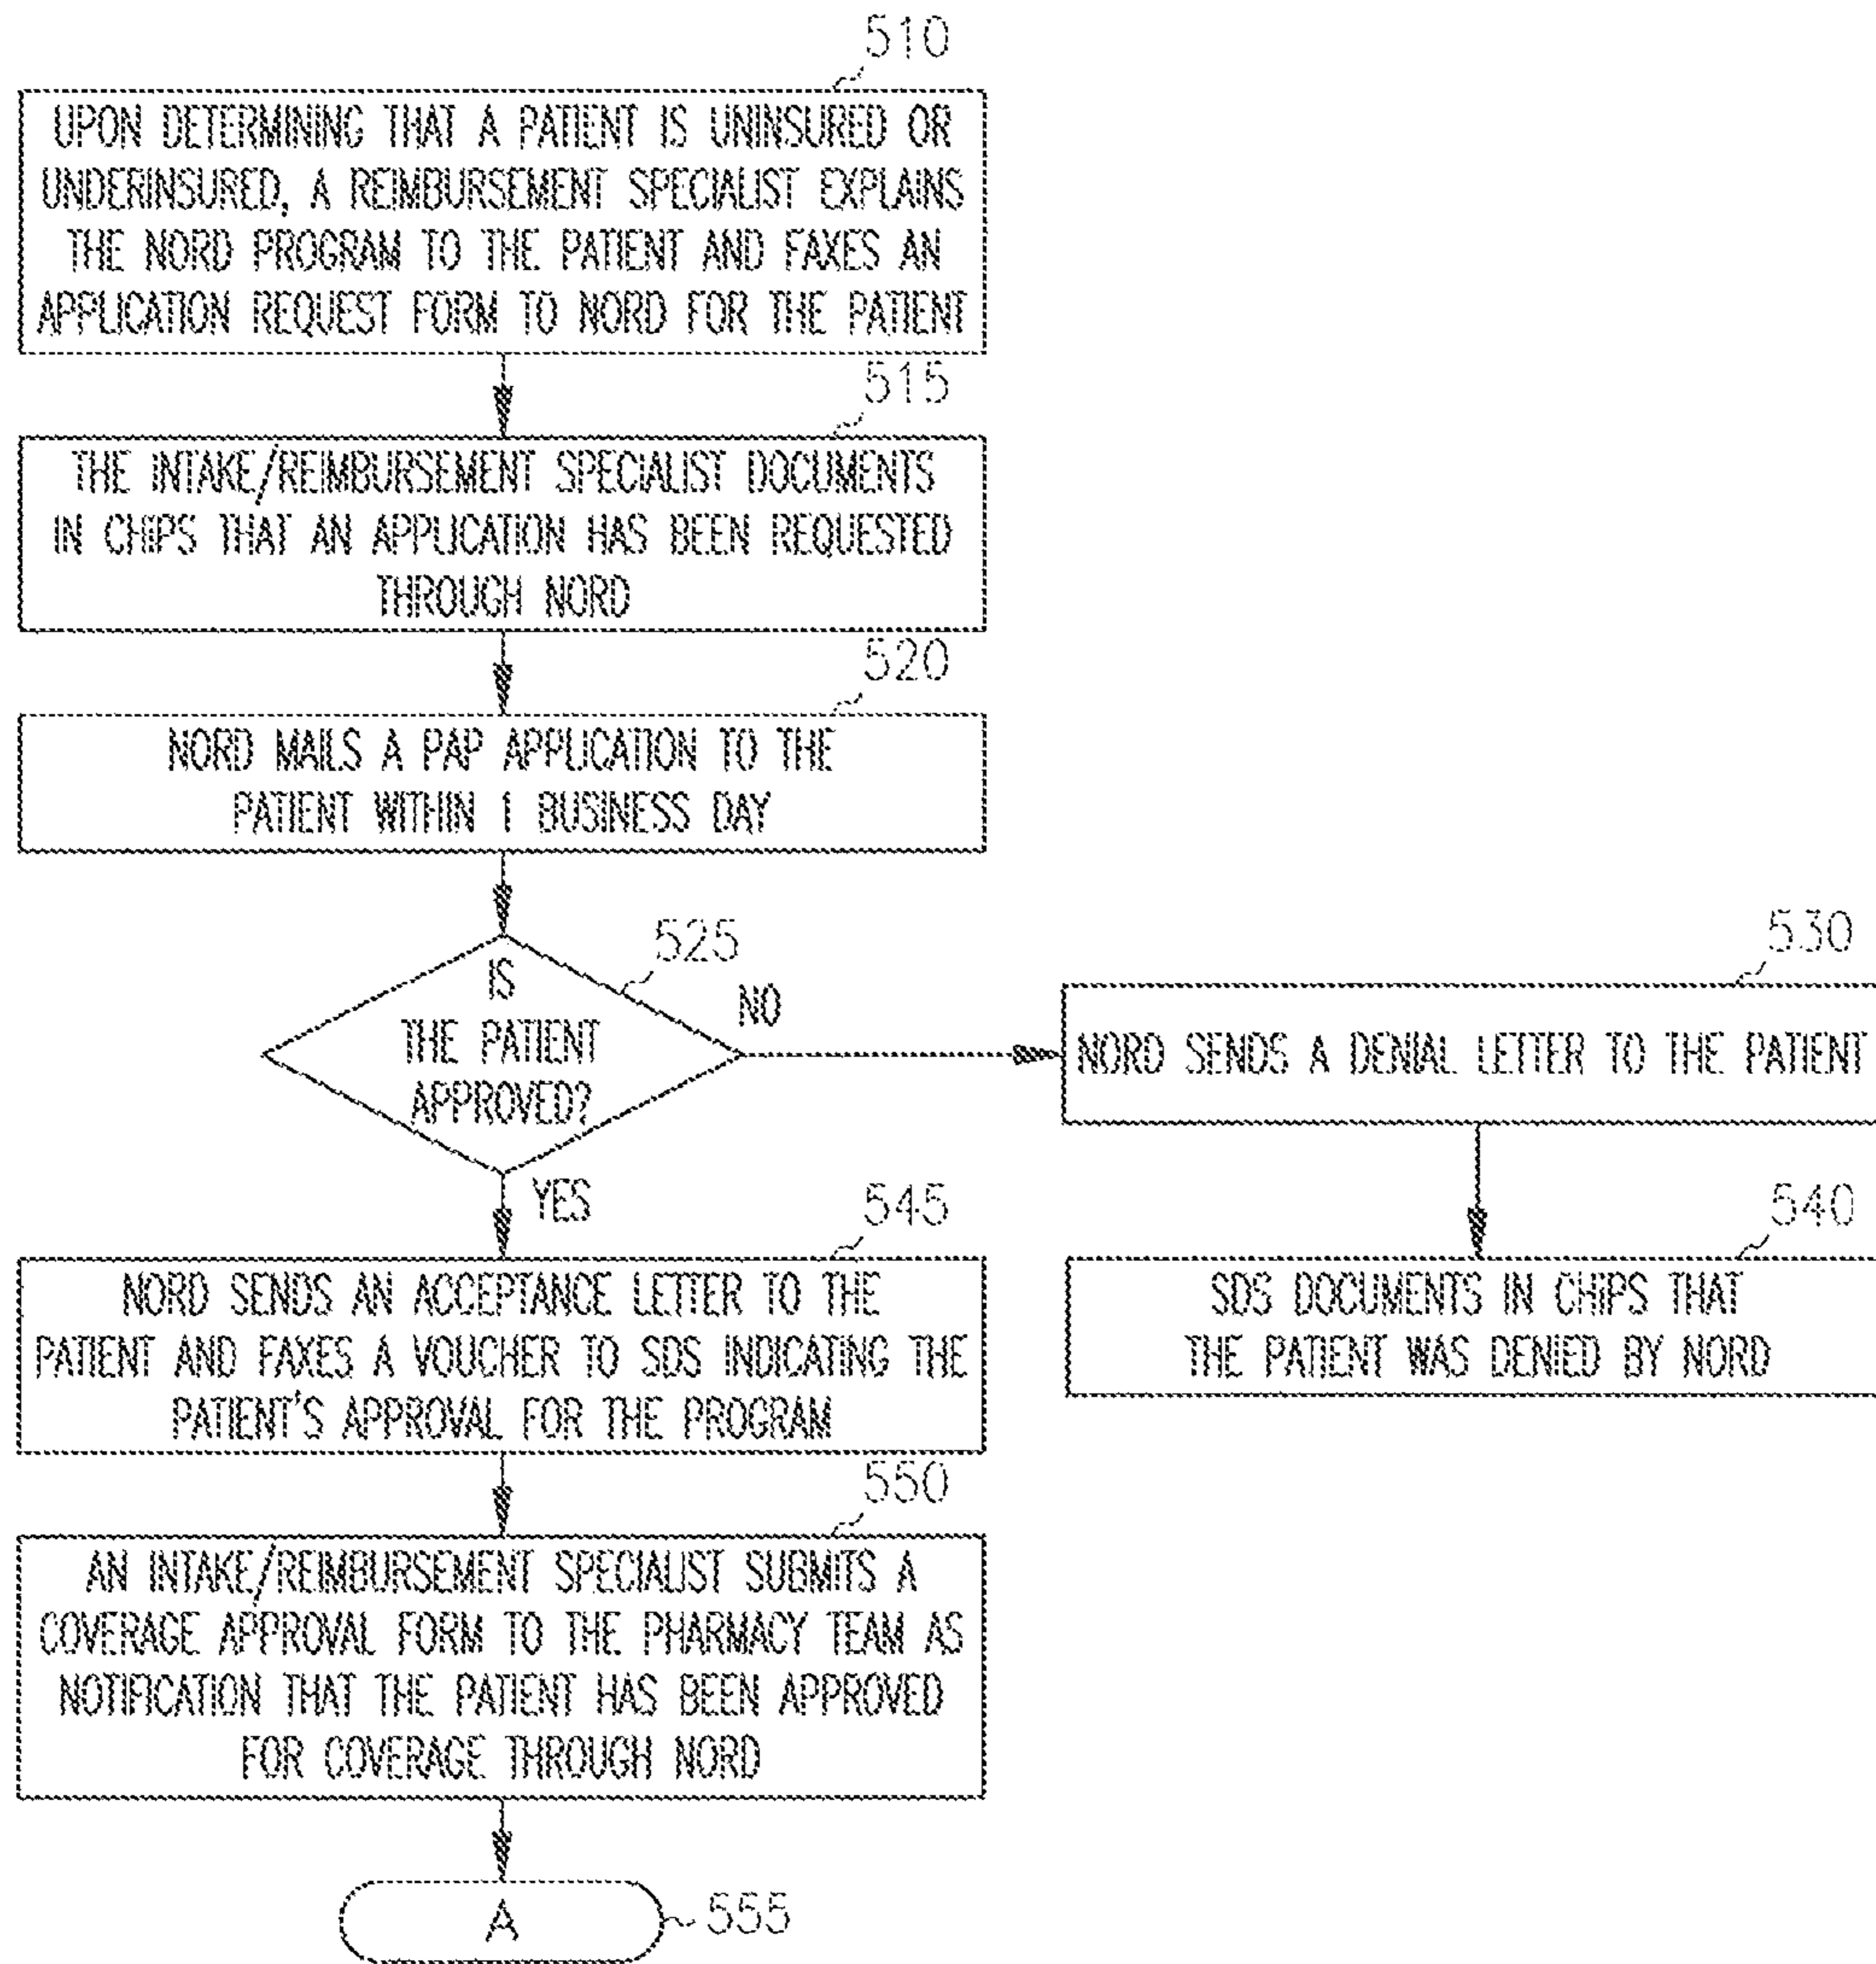 510
UPON DETERMINING THAT A PATIENT IS UNINSURED OR
UNDERINSURED, A REIMBURSEMENT SPECIALIST EXPLAINS
THE NORD PROGRAM TO THE PATIENT AND FAXES AN
APPLICATION REQUEST FORM TO NORD FOR THE PATIENT
515
THE INTAKE/REIMBURSEMENT SPECIALIST DOCUMENTS
IN CHIPS THAT AN APPLICATION HAS BEEN REQUESTED
THROUGH NORD
520
NORD MAILS A PAP APPLICATION TO THE
PATIENT WITHIN 1 BUSINESS DAY
525
IS
THE PATIENT
APPROVED?
NO
530
NORD SENDS A DENIAL LETTER TO THE PATIENT
540
SDS DOCUMENTS IN CHIPS THAT
THE PATIENT WAS DENIED BY NORD
YES
545
NORD SENDS AN ACCEPTANCE LETTER TO THE
PATIENT AND FAXES A VOUCHER TO SDS INDICATING THE
PATIENT'S APPROVAL FOR THE PROGRAM
550
AN INTAKE/REIMBURSEMENT SPECIALIST SUBMITS A
COVERAGE APPROVAL FORM TO THE PHARMACY TEAM AS
NOTIFICATION THAT THE PATIENT HAS BEEN APPROVED
FOR COVERAGE THROUGH NORD
A
555